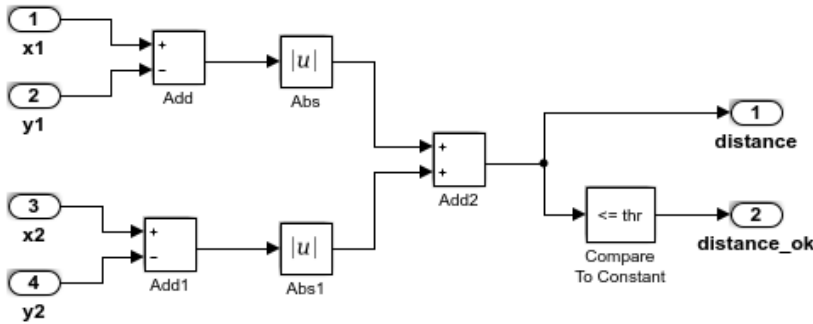 1
x1
2
y1
+
−
Add
|u|
Abs
3
x2
4
y2
+
−
Add1
|u|
Abs1
+
+
Add2
1
distance
<= thr
Compare
To Constant
2
distance_ok